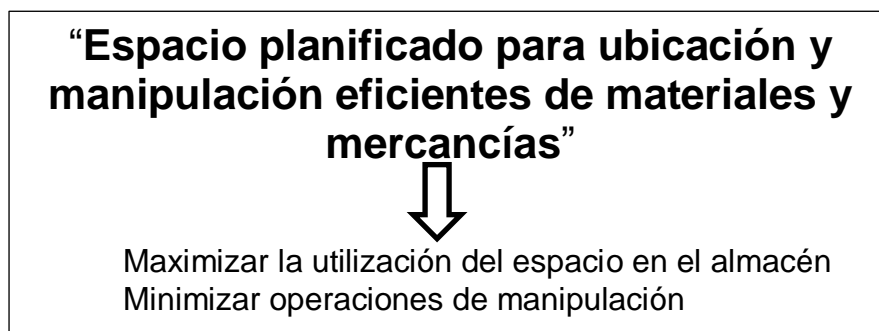 “Espacio planificado para ubicación y
manipulación eficientes de materiales y
mercancías”
Maximizar la utilización del espacio en el almacén
Minimizar operaciones de manipulación